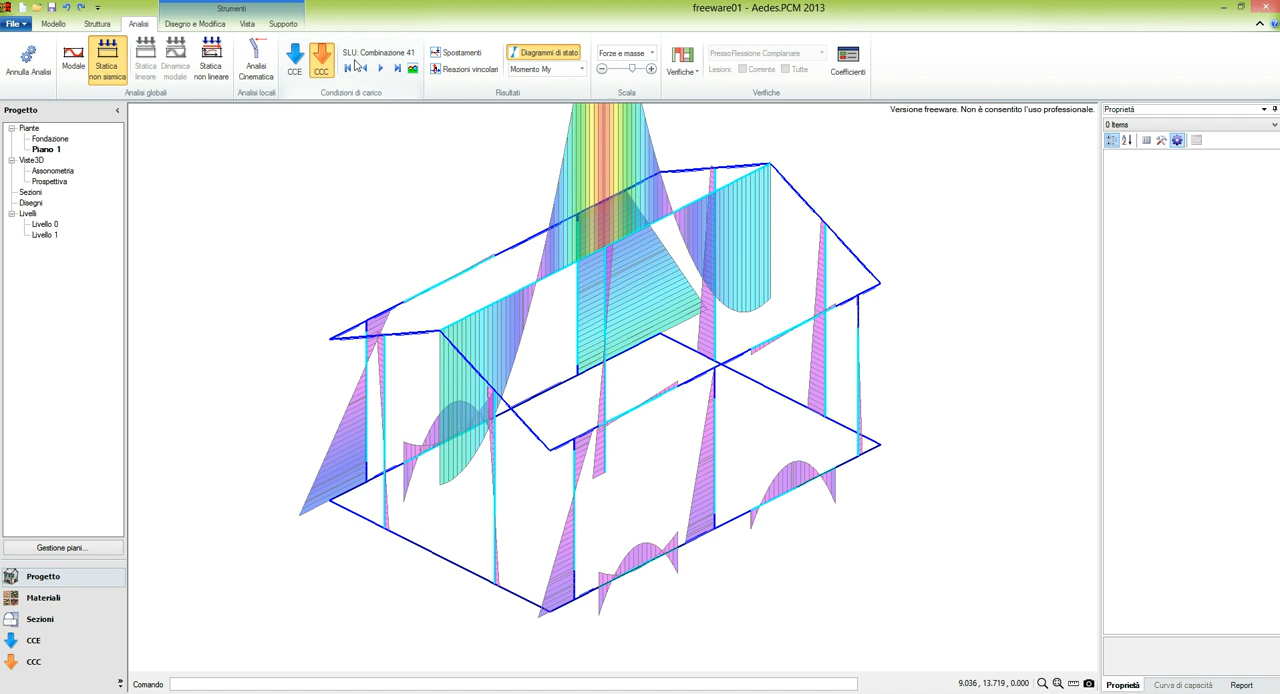 freeware01 - Aedes.PCM 2013
Strumenti
File
Modello
Struttura
Analisi
Disegno e Modifica
Vista
Supporto
Annulla Analisi
Modale
Statica
non sismica
Statica
lineare
Dinamica
modale
Statica
non lineare
Analisi globali
Analisi
Cinematica
Analisi locali
CCE
CCC
SLU: Combinazione 41
Condizioni di carico
Spostamenti
Reazioni vincolari
Diagrammi di stato
Momento My
Risultati
Forze e masse
Scala
Verifiche
PressoFlessione Complanare
Lesioni:
Corrente
Tutte
Verifiche
Coefficienti
Progetto
Piante
Fondazione
Piano 1
Viste3D
Assonometria
Prospettiva
Sezioni
Disegni
Livelli
Livello 0
Livello 1
Gestione piani...
Progetto
Materiali
Sezioni
CCE
CCC
Versione freeware. Non è consentito l'uso professionale.
Comando
9.036 , 13.719 , 0.000
Proprietà
0 Items
Proprietà
Curva di capacità
Report